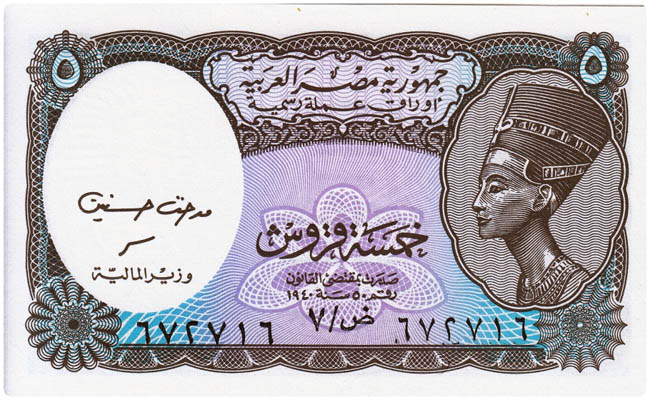 ٥ ٥
جمهورية مصر العربية
أوراق عملة رسمية
مدحت حسنين
وزير المالية
خمسة قروش
صدرت بمقتضى القانون
رقم ٥٠ سنة ١٩٤٠
ض/٧
٦٧٢٧١٦ ٦٧٢٧١٦